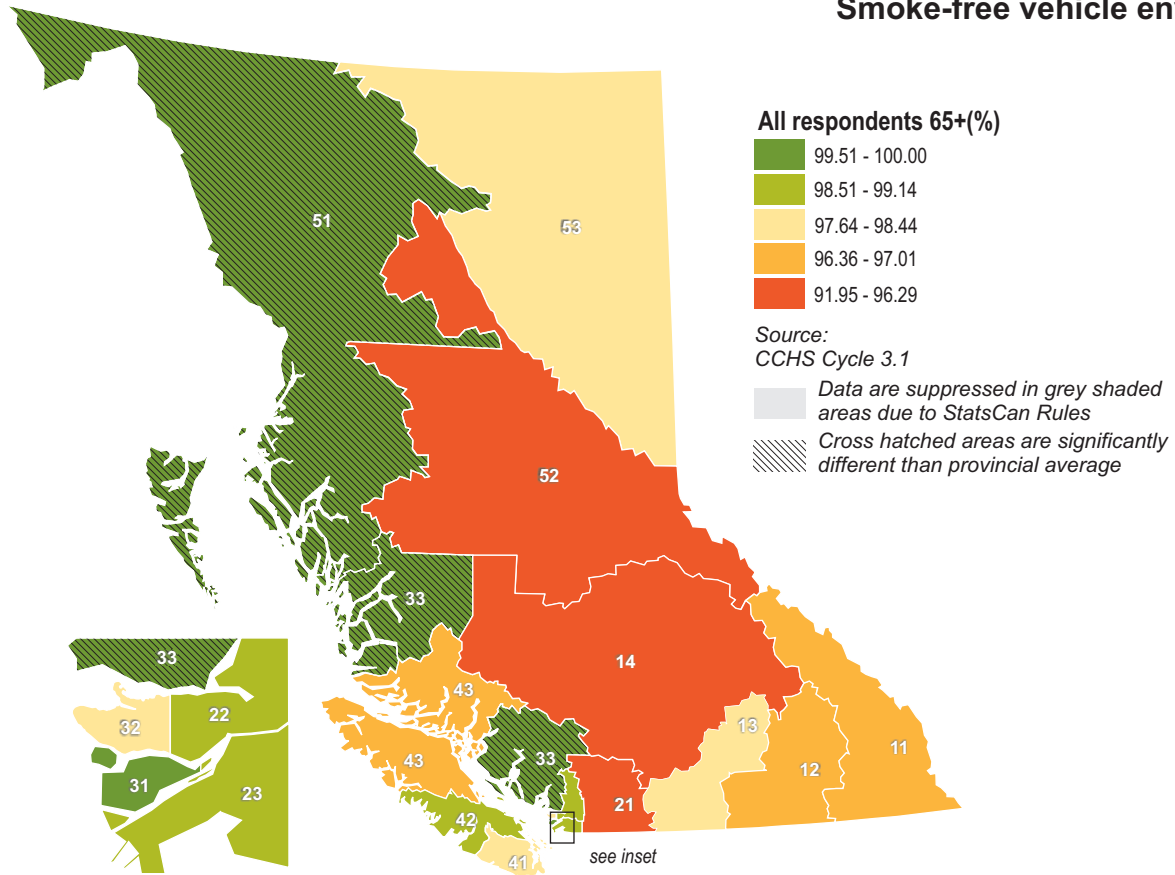 Smoke-free vehicle en
All respondents 65+(%)
99.51 - 100.00
98.51 - 99.14
97.64 - 98.44
96.36 - 97.01
91.95 - 96.29
Source:
CCHS Cycle 3.1
Data are suppressed in grey shaded
areas due to StatsCan Rules
Cross hatched areas are significantly
different than provincial average
51
53
52
33
14
43
13
11
12
43
33
21
42
41
see inset
33
32
22
31
23